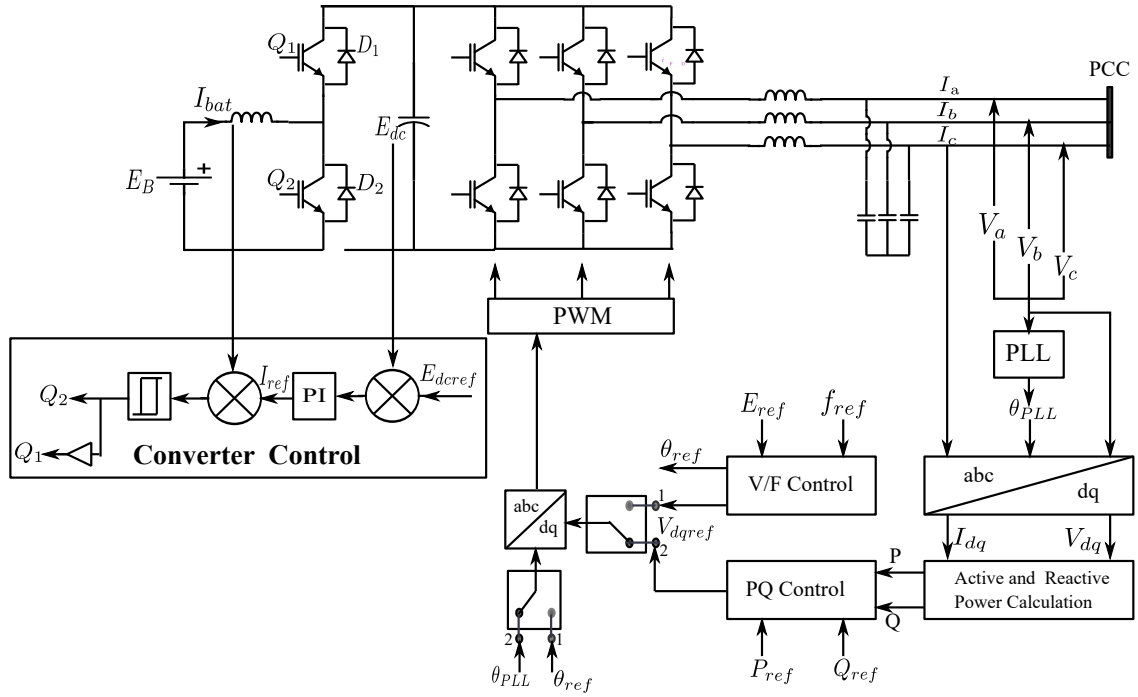 Q1
D1
PCC
Ibat
Ia
Ib
Ic
Edc
EB
+
Q2
D2
Va
Vb
Vc
PWM
PLL
θPLL
Iref
Edcref
PI
Q2
Q1
Converter Control
Eref
fref
θref
V/F Control
1
Vdqref
2
abc
dq
abc
dq
Idq
Vdq
PQ Control
P
Q
Active and Reactive
Power Calculation
2
1
θPLL
θref
Pref
Qref